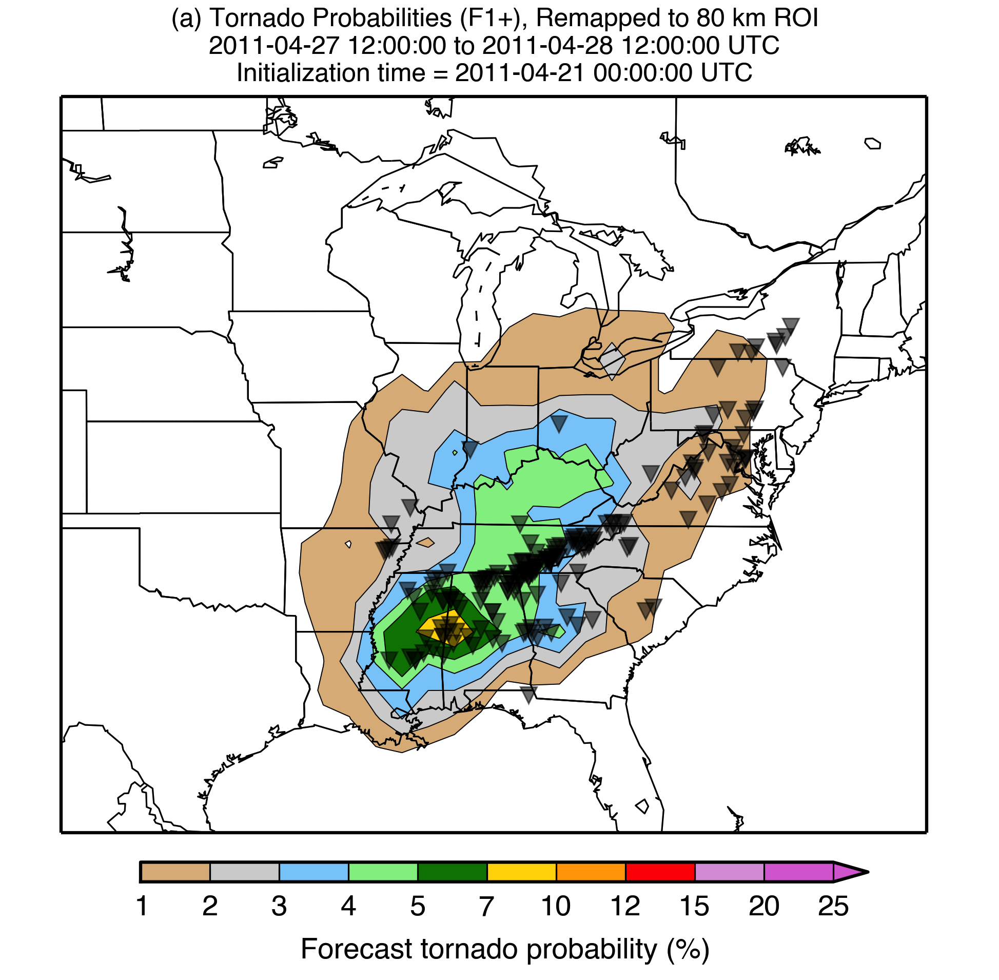 (a) Tornado Probabilities (F1+), Remapped to 80 km ROI
2011-04-27 12:00:00 to 2011-04-28 12:00:00 UTC
Initialization time = 2011-04-21 00:00:00 UTC
1 2 3 4 5 7 10 12 15 20 25
Forecast tornado probability (%)